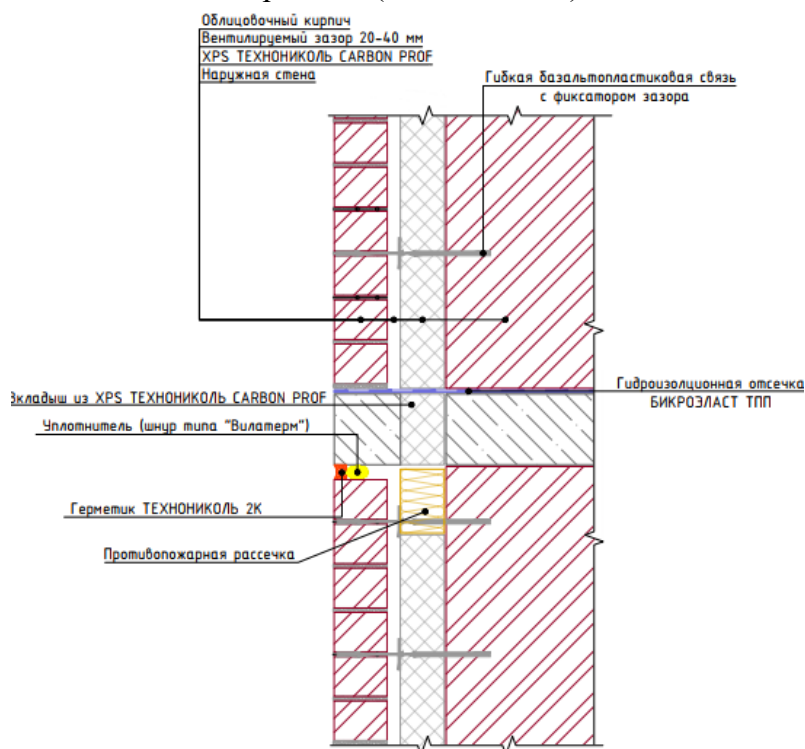 Облицовочный кирпич
Вентилируемый зазор 20-40 мм
XPS ТЕХНОНИКОЛЬ CARBON PROF
Наружная стена
Гибкая базальтопластиковая связь
с фиксатором зазора
Вкладыш из XPS ТЕХНОНИКОЛЬ CARBON PROF
Гидроизляционная отсечка
БИКРОЭЛАСТ ТПП
Уплотнитель (шнур типа "Вилатерм")
Герметик ТЕХНОНИКОЛЬ 2К
Противопожарная рассечка